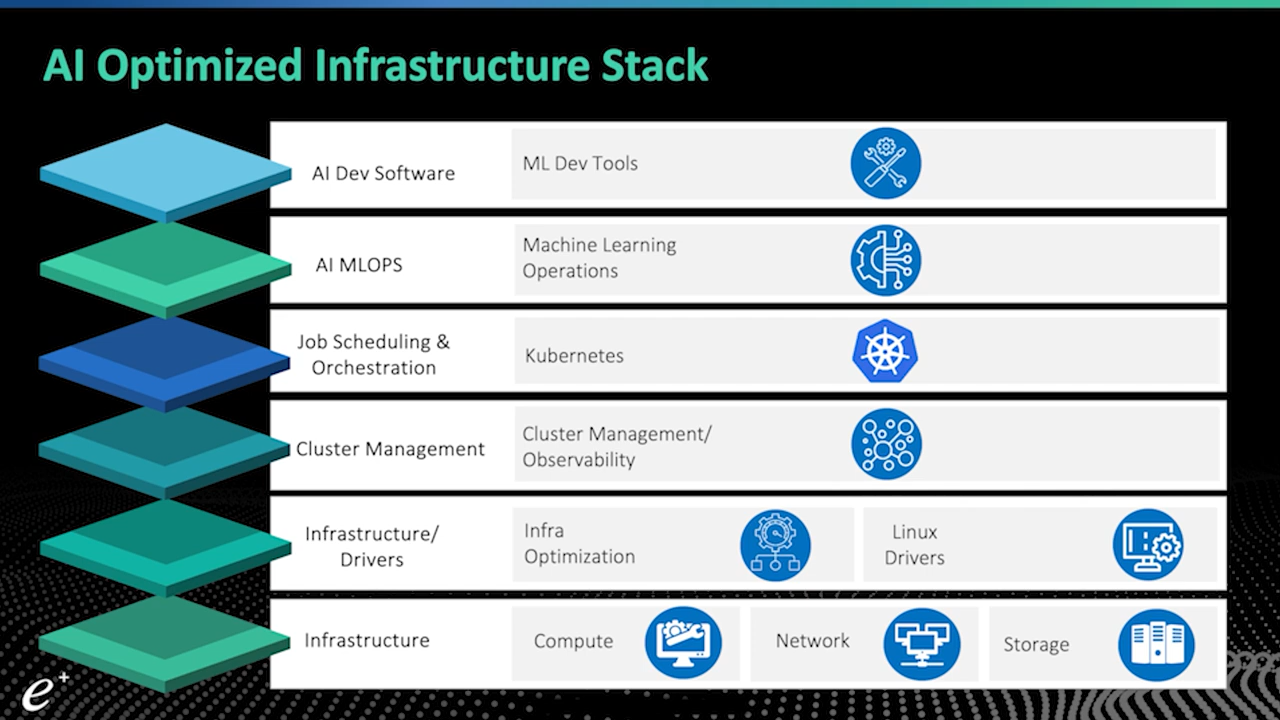 AI Optimized Infrastructure Stack
AI Dev Software
ML Dev Tools
AI MLOPS
Machine Learning
Operations
Job Scheduling &
Orchestration
Kubernetes
Cluster Management
Cluster Management/
Observability
Infrastructure/
Drivers
Infra
Optimization
Linux
Drivers
Infrastructure
Compute
Network
Storage
e+